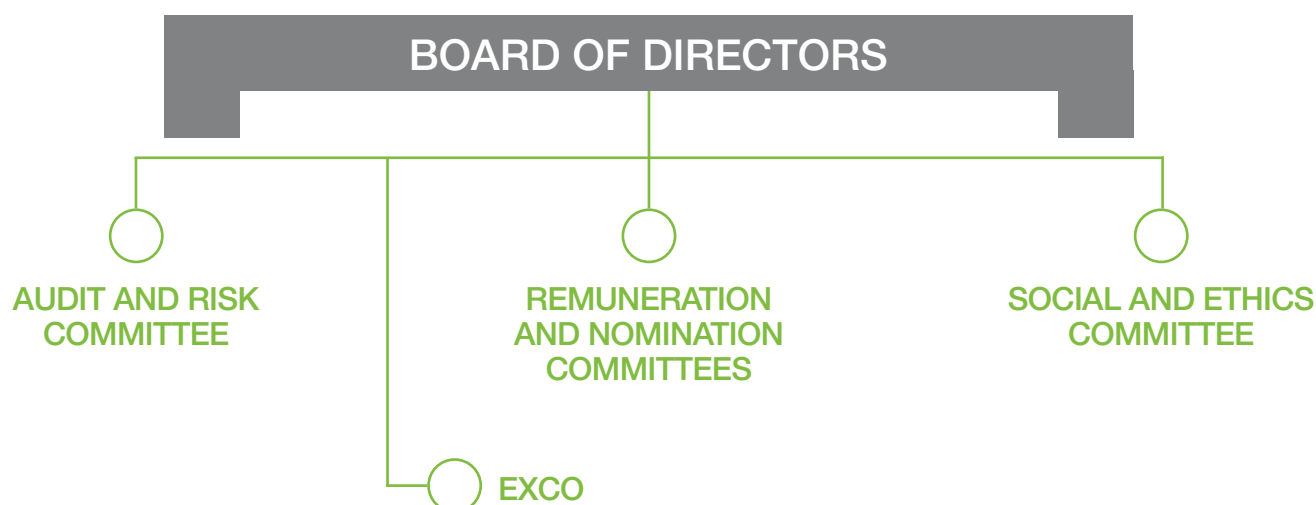 BOARD OF DIRECTORS
AUDIT AND RISK
COMMITTEE
REMUNERATION
AND NOMINATION
COMMITTEES
SOCIAL AND ETHICS
COMMITTEE
EXCO